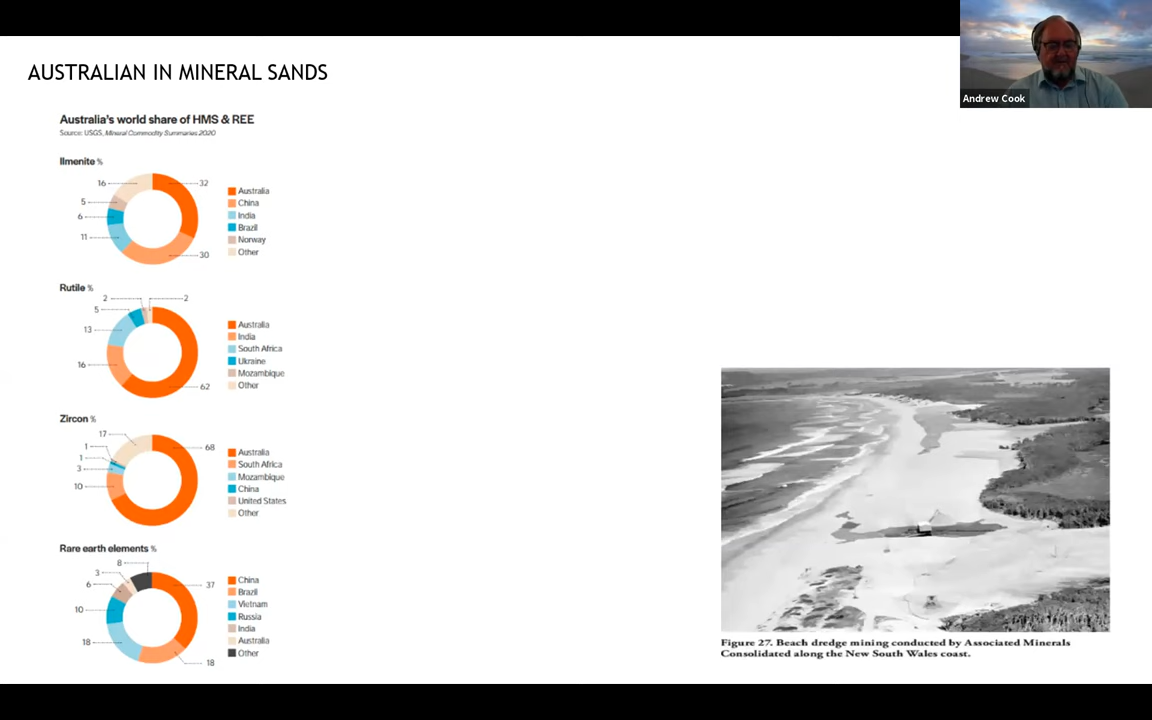 AUSTRALIAN IN MINERAL SANDS
Andrew Cook
Australia's world share of HMS & REE
Source: USGS, Mineral Commodity Summaries 2020
Ilmenite %
16
32
5
6
11
30
Australia
China
India
Brazil
Norway
Other
Rutile %
2
2
5
13
16
62
Australia
India
South Africa
Ukraine
Mozambique
Other
Zircon %
17
68
1
1
3
10
Australia
South Africa
Mozambique
China
United States
Other
Rare earth elements %
8
3
37
6
10
18
18
China
Brazil
Vietnam
Russia
India
Australia
Other
Figure 27. Beach dredge mining conducted by Associated Minerals
Consolidated along the New South Wales coast.